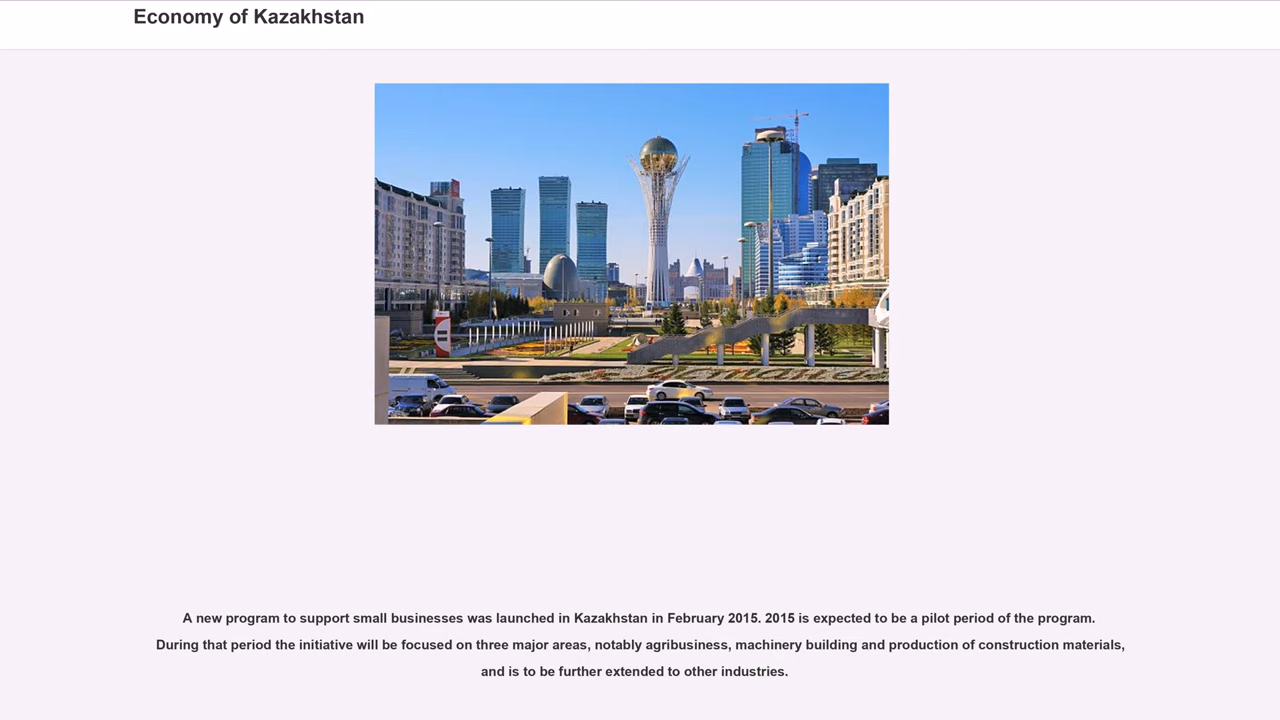 Economy of Kazakhstan
A new program to support small businesses was launched in Kazakhstan in February 2015. 2015 is expected to be a pilot period of the program.
During that period the initiative will be focused on three major areas, notably agribusiness, machinery building and production of construction materials,
and is to be further extended to other industries.